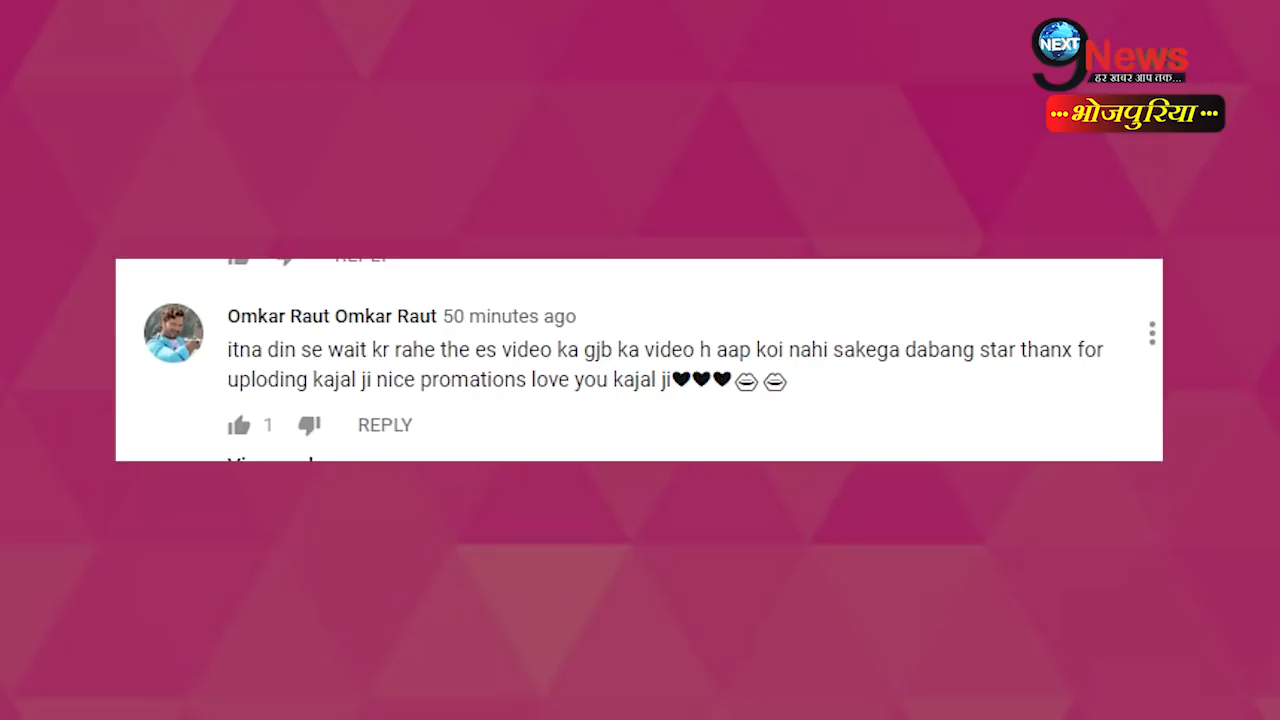 NEXT
9 News
हर खबर आप तक...
...भोजपुरिया...
REPLY
Omkar Raut Omkar Raut 50 minutes ago
itna din se wait kr rahe the es video ka gjb ka video h aap koi nahi sakega dabang star thanx for
uploding kajal ji nice promations love you kajal ji🖤🖤🖤👄👄
1 REPLY